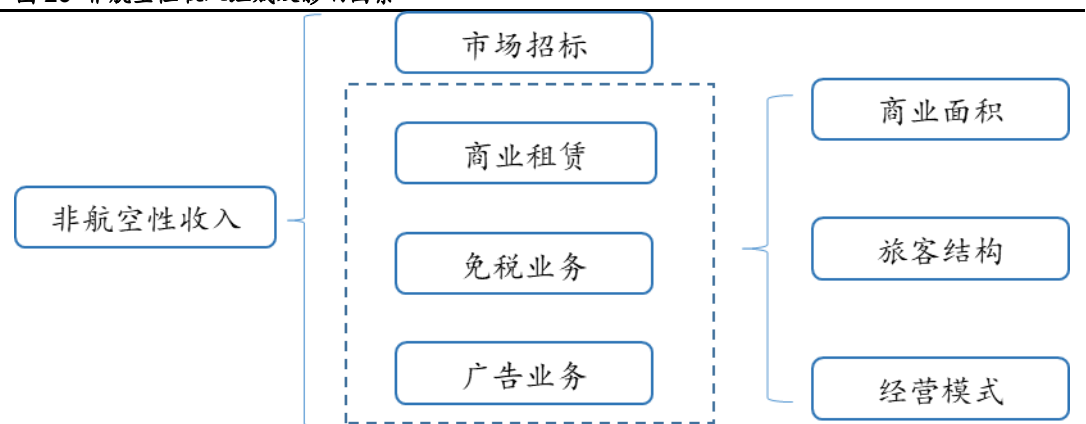 市场招标
商业面积
商业租赁
非航空性收入
旅客结构
免税业务
广告业务
经营模式